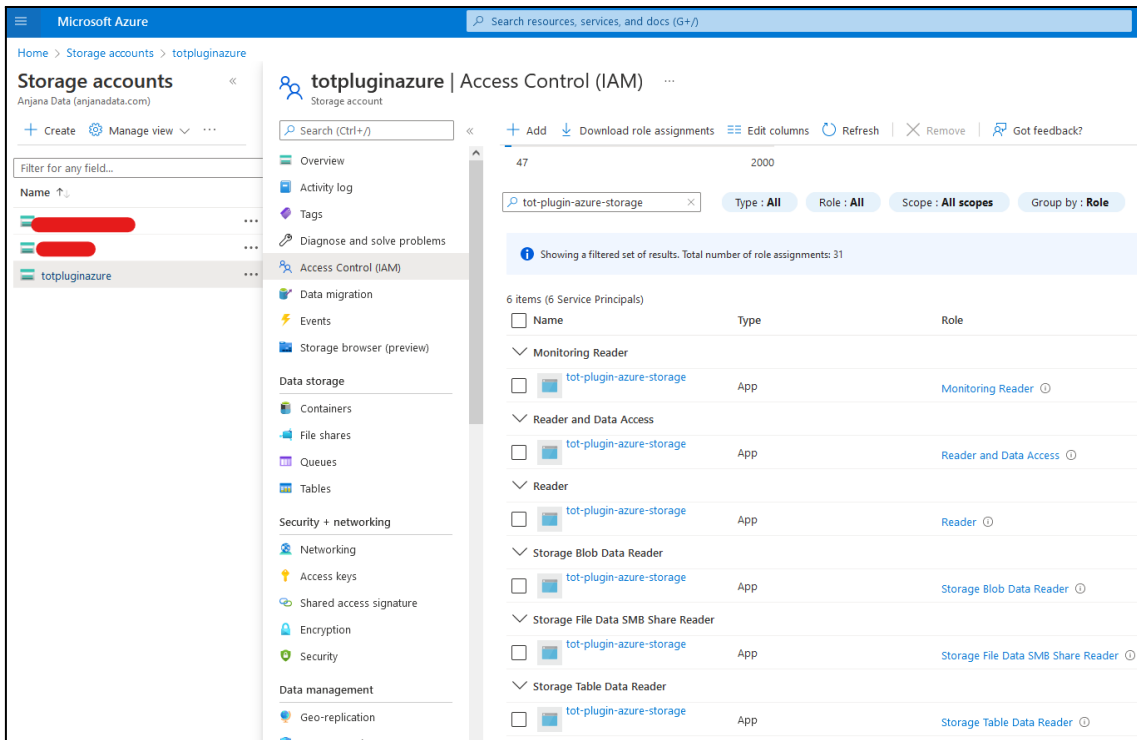 Microsoft Azure
Search resources, services, and docs (G+/)
Home > Storage accounts > totpluginazure
Storage accounts
Anjana Data (anjanadata.com)
+ Create Manage view ...
Filter for any field...
Name ↑↓
...
...
totpluginazure ...
totpluginazure | Access Control (IAM) ...
Storage account
Search (Ctrl+/)
Overview
Activity log
Tags
Diagnose and solve problems
Access Control (IAM)
Data migration
Events
Storage browser (preview)
Data storage
Containers
File shares
Queues
Tables
Security + networking
Networking
Access keys
Shared access signature
Encryption
Security
Data management
Geo-replication
+ Add Download role assignments Edit columns Refresh Remove Got feedback?
47 2000
tot-plugin-azure-storage Type : All Role : All Scope : All scopes Group by : Role
Showing a filtered set of results. Total number of role assignments: 31
6 items (6 Service Principals)
Name Type Role
Monitoring Reader
tot-plugin-azure-storage App Monitoring Reader
Reader and Data Access
tot-plugin-azure-storage App Reader and Data Access
Reader
tot-plugin-azure-storage App Reader
Storage Blob Data Reader
tot-plugin-azure-storage App Storage Blob Data Reader
Storage File Data SMB Share Reader
tot-plugin-azure-storage App Storage File Data SMB Share Reader
Storage Table Data Reader
tot-plugin-azure-storage App Storage Table Data Reader